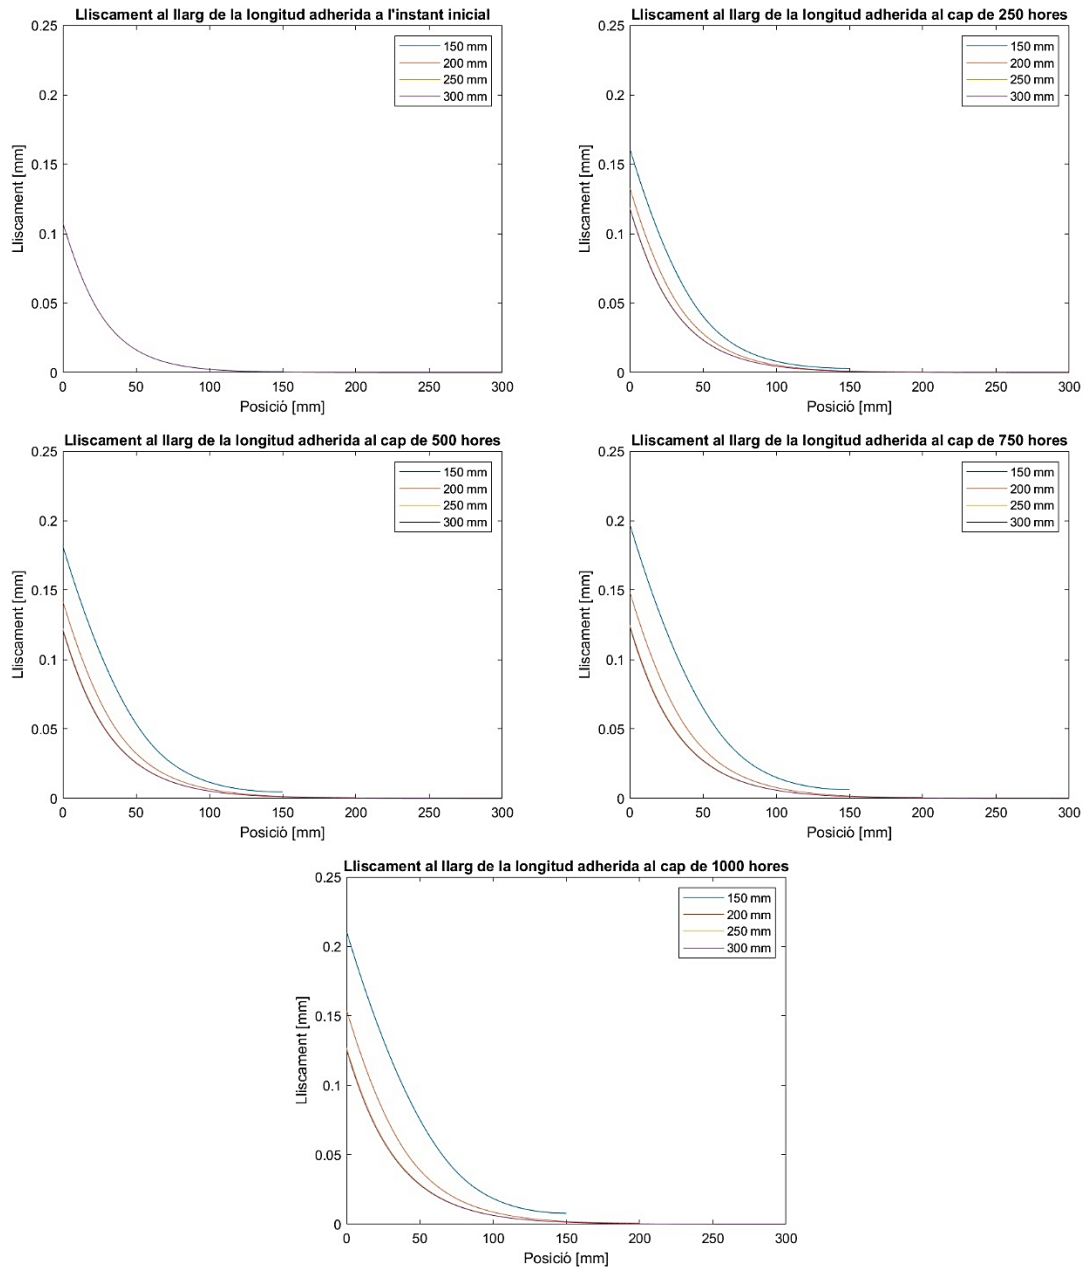 Lliscament al llarg de la longitud adherida a l'instant inicial
0.25
0.2
0.15
0.1
0.05
0
Lliscament [mm]
150 mm
200 mm
250 mm
300 mm
0 50 100 150 200 250 300
Posició [mm]
Lliscament al llarg de la longitud adherida al cap de 250 hores
0.25
0.2
0.15
0.1
0.05
0
Lliscament [mm]
150 mm
200 mm
250 mm
300 mm
0 50 100 150 200 250 300
Posició [mm]
Lliscament al llarg de la longitud adherida al cap de 500 hores
0.25
0.2
0.15
0.1
0.05
0
Lliscament [mm]
150 mm
200 mm
250 mm
300 mm
0 50 100 150 200 250 300
Posició [mm]
Lliscament al llarg de la longitud adherida al cap de 750 hores
0.25
0.2
0.15
0.1
0.05
0
Lliscament [mm]
150 mm
200 mm
250 mm
300 mm
0 50 100 150 200 250 300
Posició [mm]
Lliscament al llarg de la longitud adherida al cap de 1000 hores
0.25
0.2
0.15
0.1
0.05
0
Lliscament [mm]
150 mm
200 mm
250 mm
300 mm
0 50 100 150 200 250 300
Posició [mm]